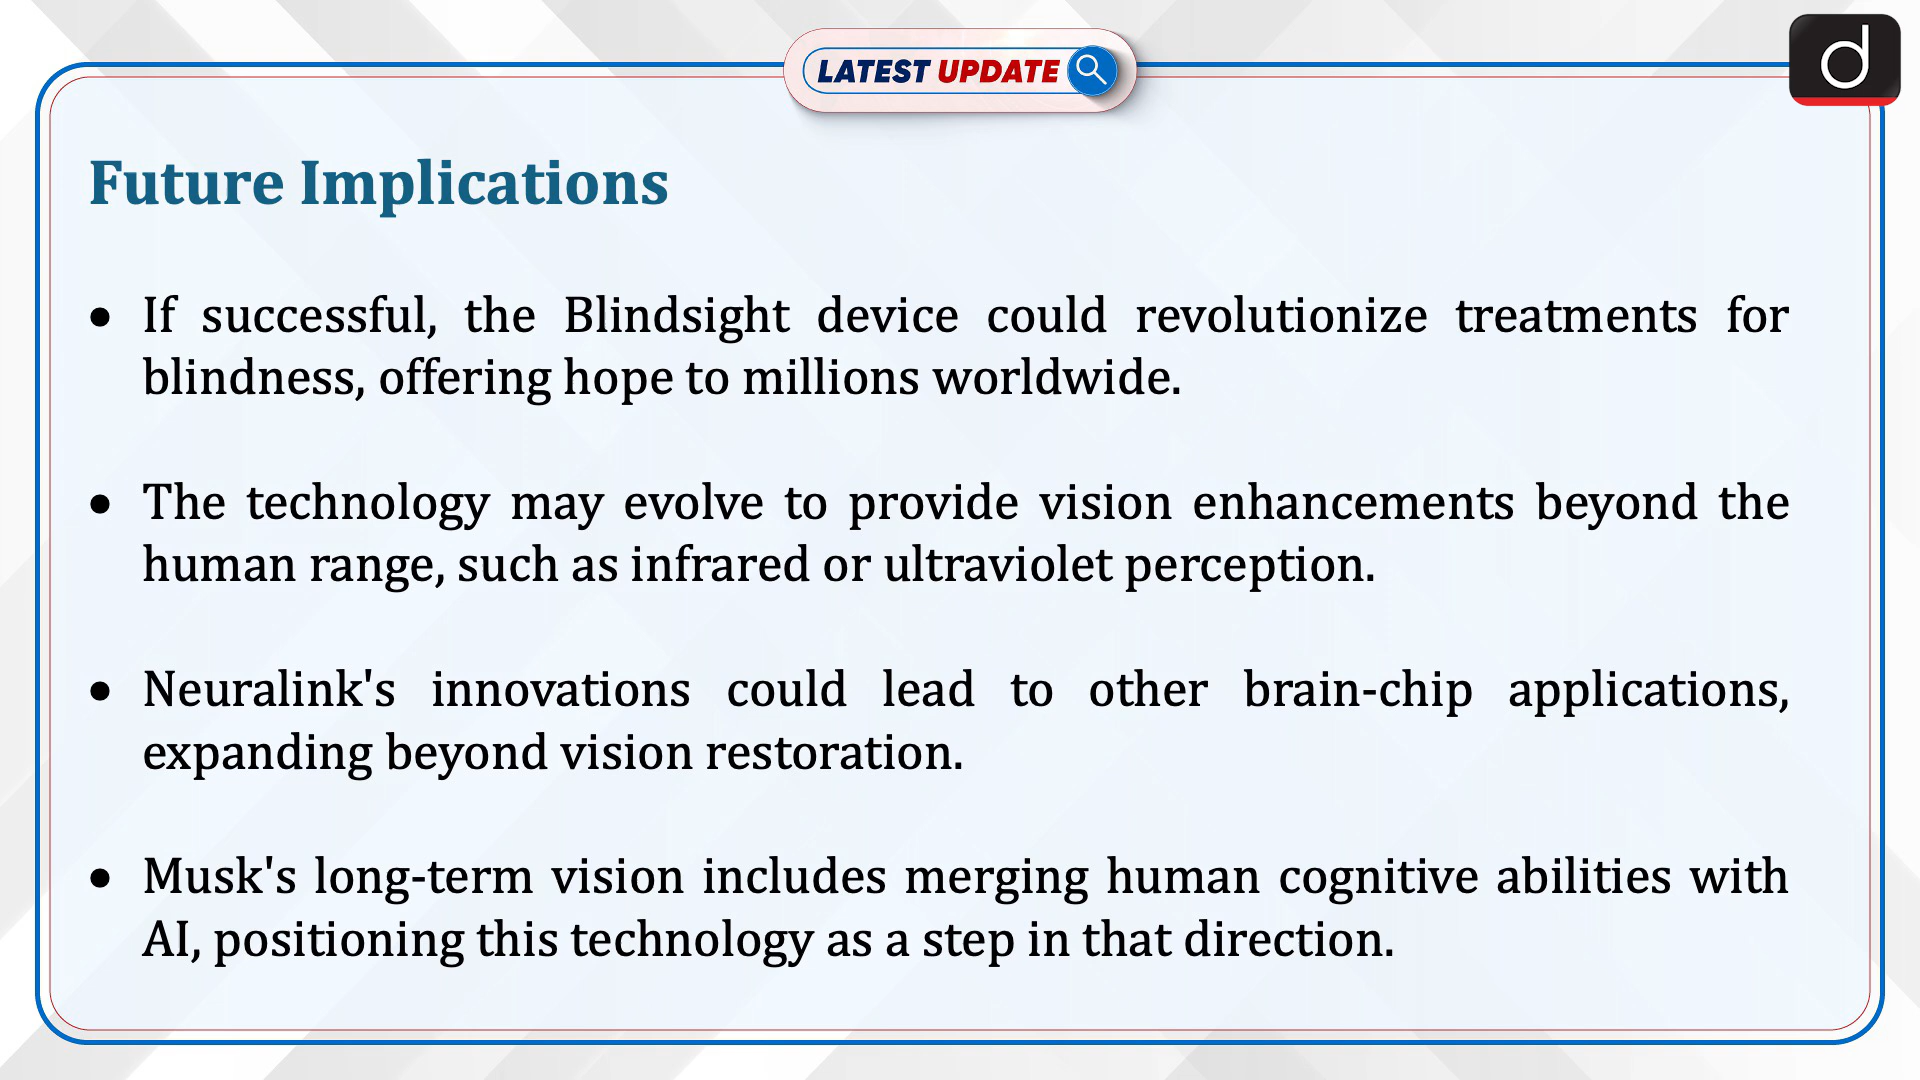 LATEST UPDATE
d
Future Implications
• If successful, the Blindsight device could revolutionize treatments for
blindness, offering hope to millions worldwide.
• The technology may evolve to provide vision enhancements beyond the
human range, such as infrared or ultraviolet perception.
• Neuralink's innovations could lead to other brain-chip applications,
expanding beyond vision restoration.
• Musk's long-term vision includes merging human cognitive abilities with
AI, positioning this technology as a step in that direction.